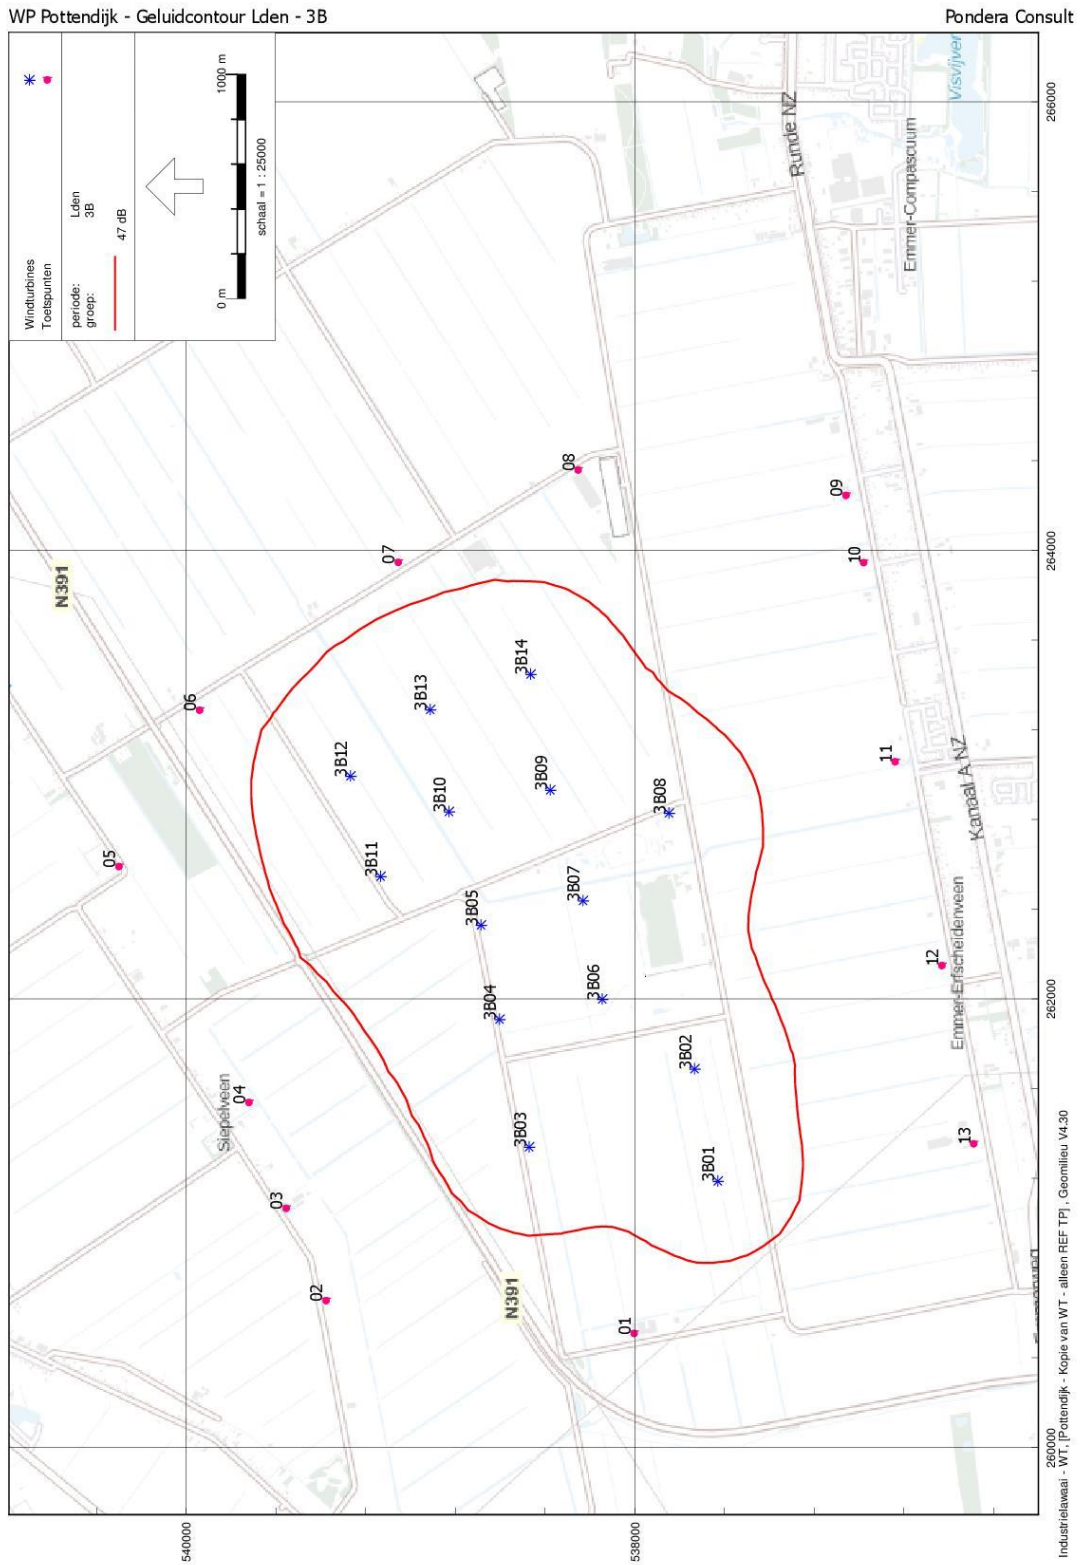 WP Pottendijk - Geluidcontour Lden - 3B
Pondera Consult
Windturbines
Toetspunten
periode: Lden
groep: 3B
47 dB
0 m 1000 m
schaal = 1 : 25000
N391
Runde NZ
Visvijver
Emmer-Compascuum
266000
05
06
07
08
09
10
264000
3B12
3B13
3B14
3B10
3B09
3B11
3B08
3B05
3B07
11
Kanaal A NZ
Siepelveen
04
3B04
3B06
3B02
12
Emmer-Erfscheidenveen
262000
03
3B03
3B01
13
02
N391
01
260000
540000
538000
Industrielawaai - WT, [Pottendijk - Kopie van WT - alleen REF TP] , Geomilieu V4.30